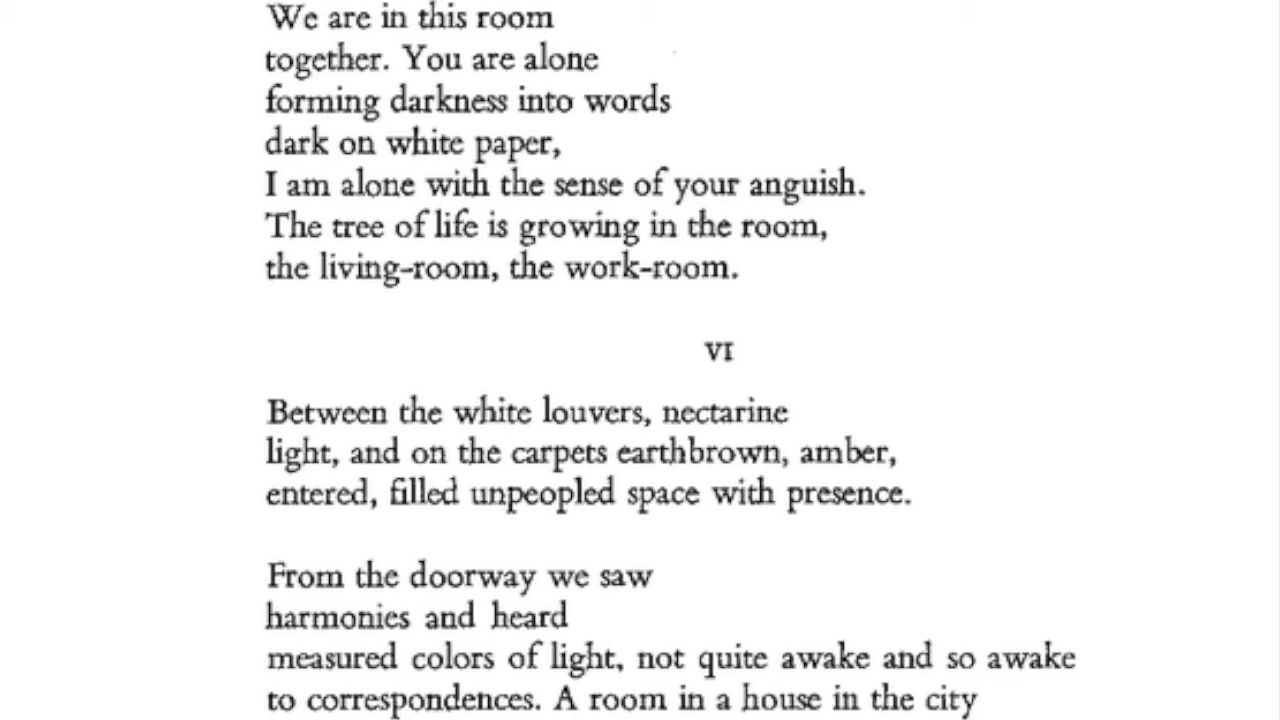 We are in this room
together. You are alone
forming darkness into words
dark on white paper,
I am alone with the sense of your anguish.
The tree of life is growing in the room,
the living-room, the work-room.
VI
Between the white louvers, nectarine
light, and on the carpets earthbrown, amber,
entered, filled unpeopled space with presence.
From the doorway we saw
harmonies and heard
measured colors of light, not quite awake and so awake
to correspondences. A room in a house in the city